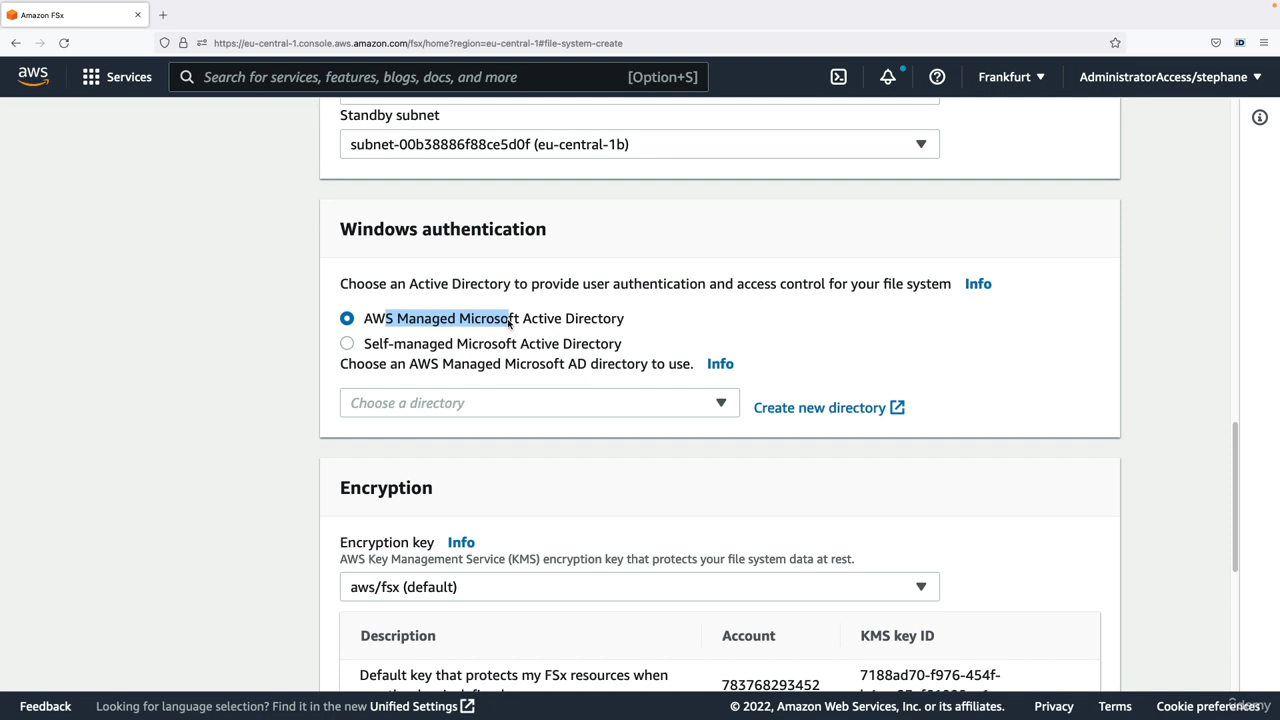 Amazon FSx
https://eu-central-1.console.aws.amazon.com/fsx/home?region=eu-central-1#file-system-create
aws
Services
Search for services, features, blogs, docs, and more
[Option+S]
Frankfurt
AdministratorAccess/stephane
Standby subnet
subnet-00b38886f88ce5d0f (eu-central-1b)
Windows authentication
Choose an Active Directory to provide user authentication and access control for your file system Info
AWS Managed Microsoft Active Directory
Self-managed Microsoft Active Directory
Choose an AWS Managed Microsoft AD directory to use. Info
Choose a directory
Create new directory
Encryption
Encryption key Info
AWS Key Management Service (KMS) encryption key that protects your file system data at rest.
aws/fsx (default)
Description Account KMS key ID
Default key that protects my FSx resources when
783768293452
7188ad70-f976-454f-
Feedback
Looking for language selection? Find it in the new Unified Settings
© 2022, Amazon Web Services, Inc. or its affiliates.
Privacy
Terms
Cookie preferences
Udemy